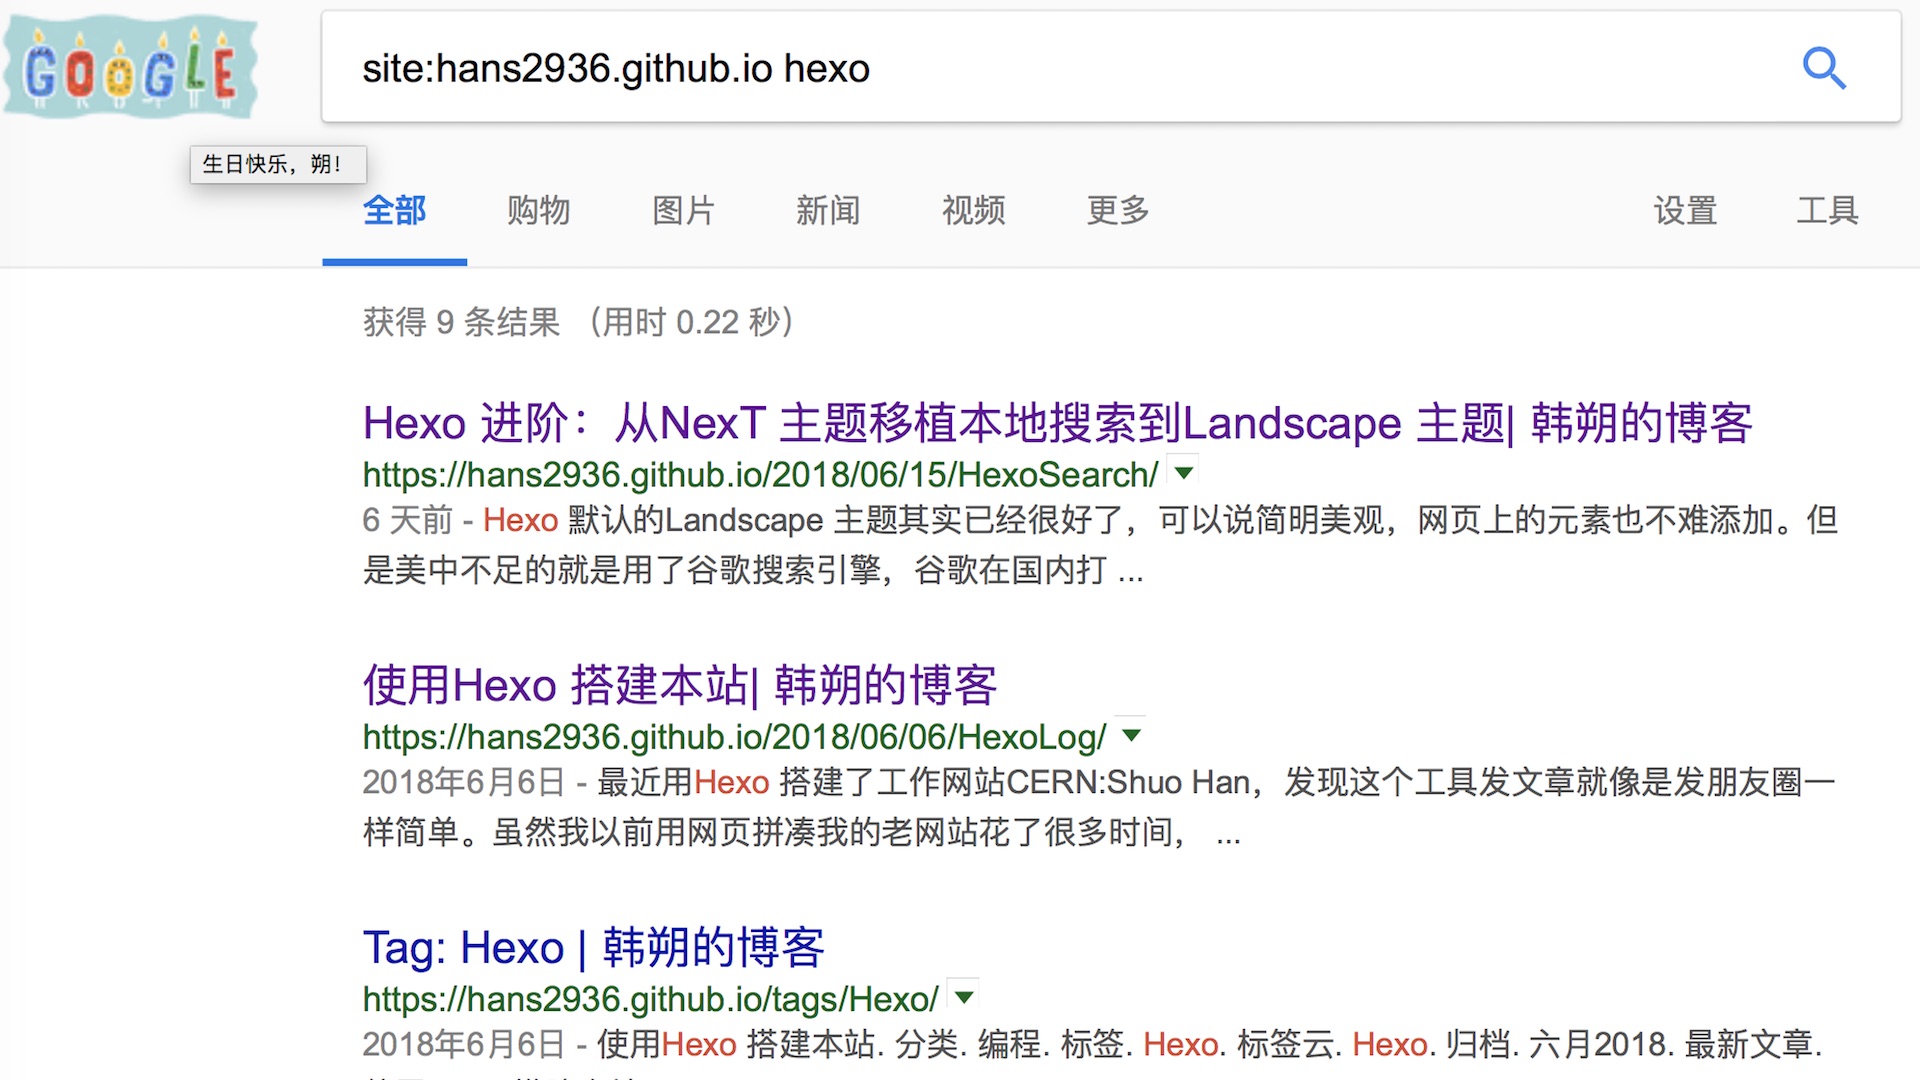 GOOGLE
site:hans2936.github.io hexo
生日快乐，朔！
全部 购物 图片 新闻 视频 更多 设置 工具
获得 9 条结果 （用时 0.22 秒）
Hexo 进阶：从NexT 主题移植本地搜索到Landscape 主题| 韩朔的博客
https://hans2936.github.io/2018/06/15/HexoSearch/
6 天前 - Hexo 默认的Landscape 主题其实已经很好了，可以说简明美观，网页上的元素也不难添加。但
是美中不足的就是用了谷歌搜索引擎，谷歌在国内打 ...
使用Hexo 搭建本站| 韩朔的博客
https://hans2936.github.io/2018/06/06/HexoLog/
2018年6月6日 - 最近用Hexo 搭建了工作网站CERN:Shuo Han，发现这个工具发文章就像是发朋友圈一
样简单。虽然我以前用网页拼凑我的老网站花了很多时间， ...
Tag: Hexo | 韩朔的博客
https://hans2936.github.io/tags/Hexo/
2018年6月6日 - 使用Hexo 搭建本站. 分类. 编程. 标签. Hexo. 标签云. Hexo. 归档. 六月2018. 最新文章.